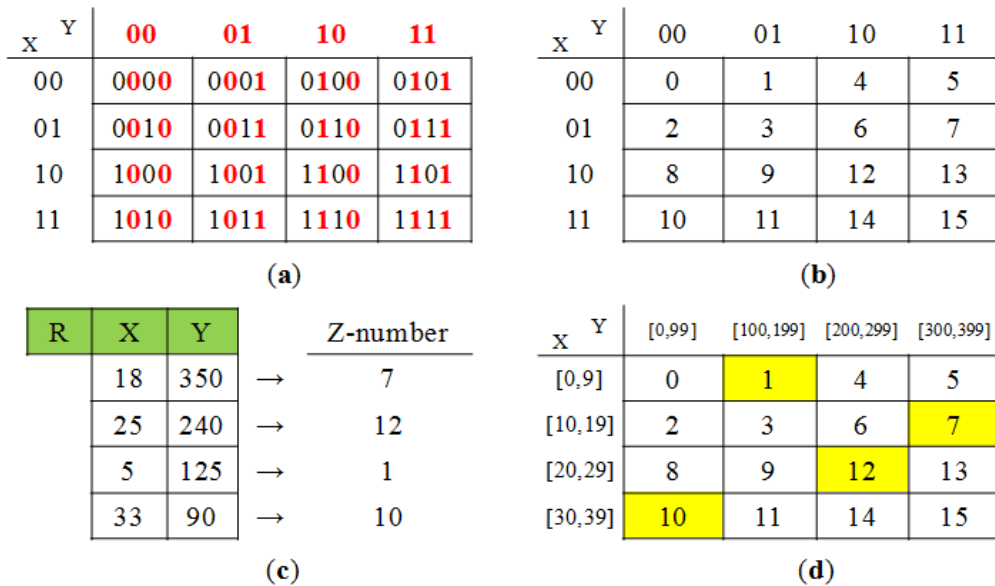 X Y 00 01 10 11
00 0000 0001 0100 0101
01 0010 0011 0110 0111
10 1000 1001 1100 1101
11 1010 1011 1110 1111
(a)
X Y 00 01 10 11
00 0 1 4 5
01 2 3 6 7
10 8 9 12 13
11 10 11 14 15
(b)
R X Y Z-number
18 350 → 7
25 240 → 12
5 125 → 1
33 90 → 10
(c)
X Y [0,99] [100,199] [200,299] [300,399]
[0,9] 0 1 4 5
[10,19] 2 3 6 7
[20,29] 8 9 12 13
[30,39] 10 11 14 15
(d)